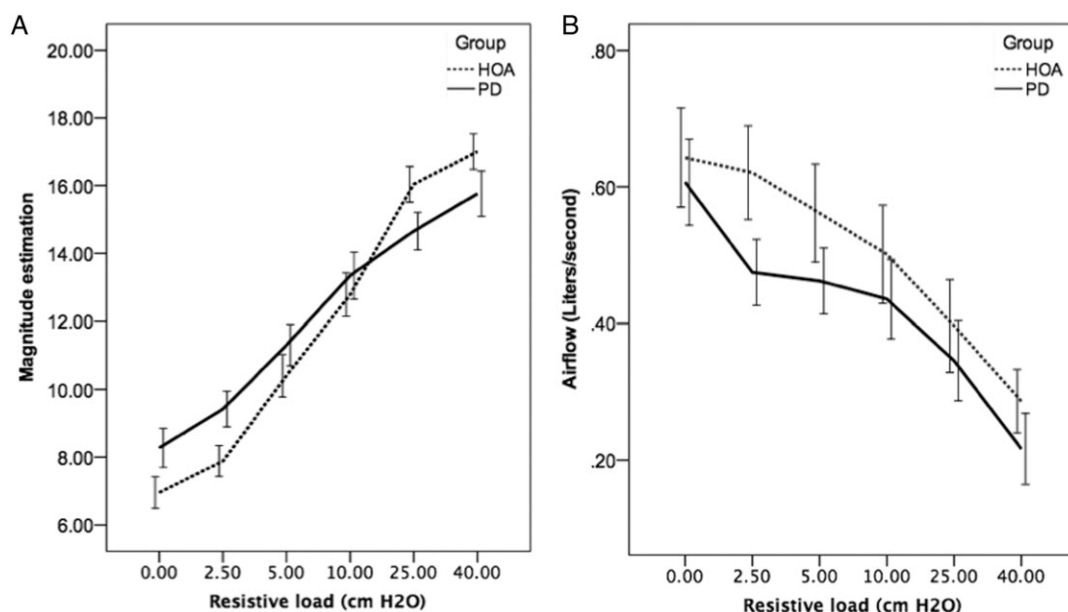 A
Group
HOA
PD
20.00
18.00
16.00
14.00
12.00
10.00
8.00
6.00
Magnitude estimation
0.00 2.50 5.00 10.00 25.00 40.00
Resistive load (cm H2O)
B
Group
HOA
PD
.80
.60
.40
.20
Airflow (Liters/second)
0.00 2.50 5.00 10.00 25.00 40.00
Resistive load (cm H2O)